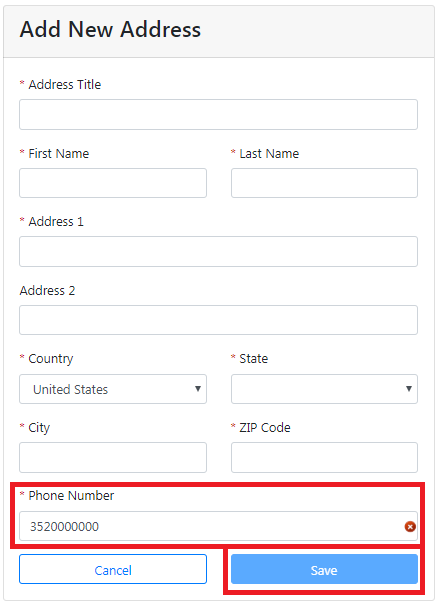 Add New Address
* Address Title
* First Name * Last Name
* Address 1
Address 2
* Country * State
United States
* City * ZIP Code
* Phone Number
3520000000
Cancel Save